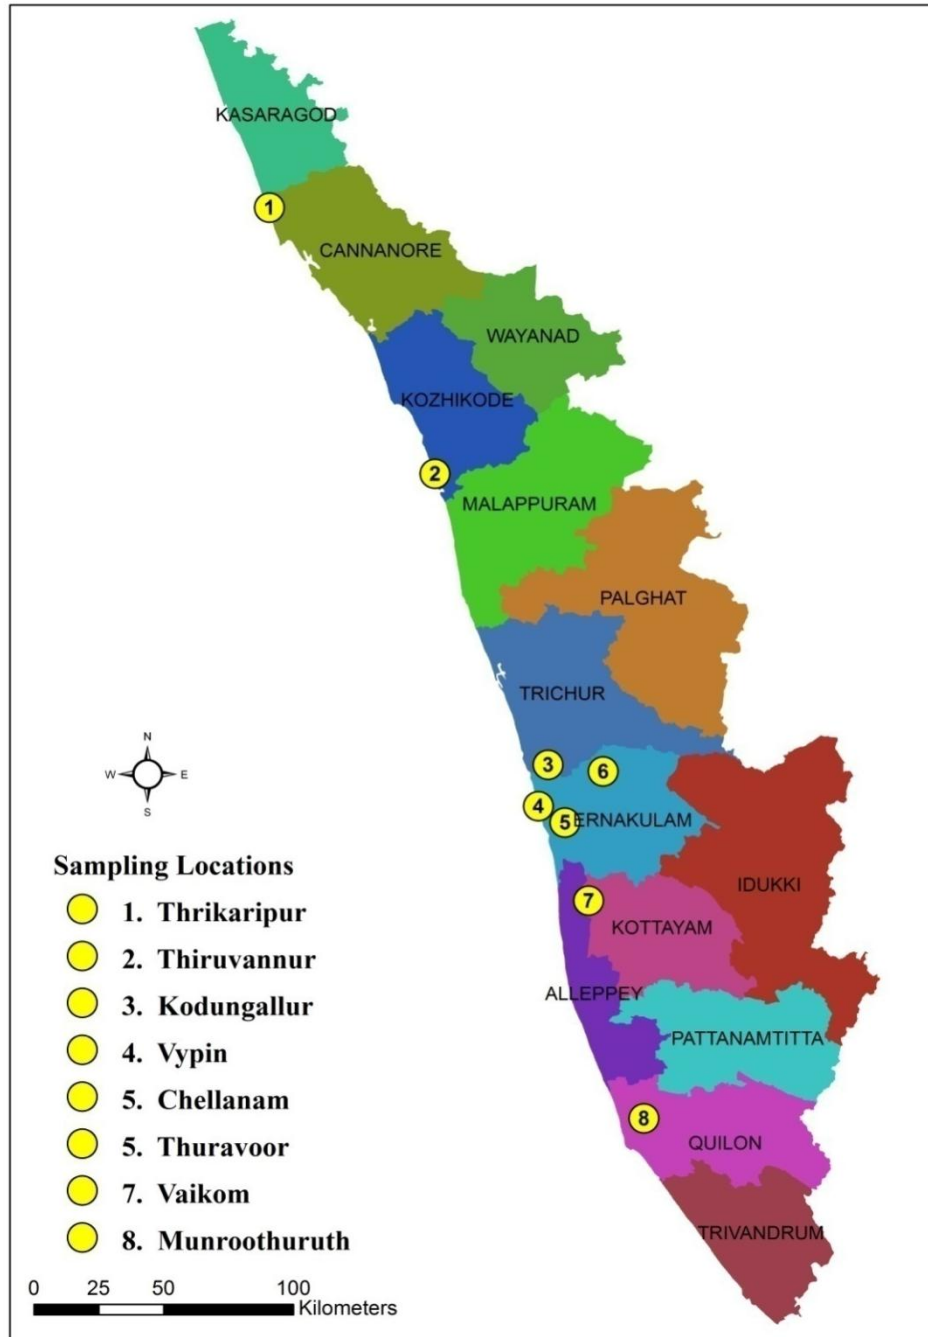 KASARAGOD
1
CANNANORE
WAYANAD
KOZHIKODE
2
MALAPPURAM
PALGHAT
TRICHUR
N
W E
S
3
6
4
5 ERNAKULAM
IDUKKI
7
KOTTAYAM
ALLEPPEY
PATTANAMTITTA
8
QUILON
TRIVANDRUM
Sampling Locations
1. Thrikaripur
2. Thiruvannur
3. Kodungallur
4. Vypin
5. Chellanam
5. Thuravoor
7. Vaikom
8. Munroothuruth
0 25 50 100
Kilometers